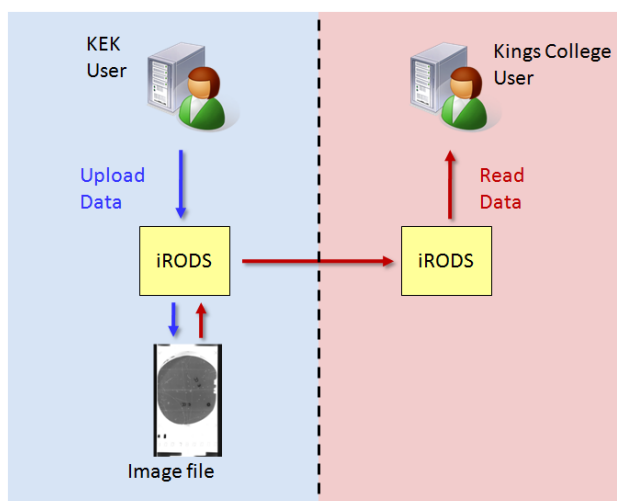 KEK
User
Kings College
User
Upload
Data
Read
Data
iRODS
iRODS
Image file